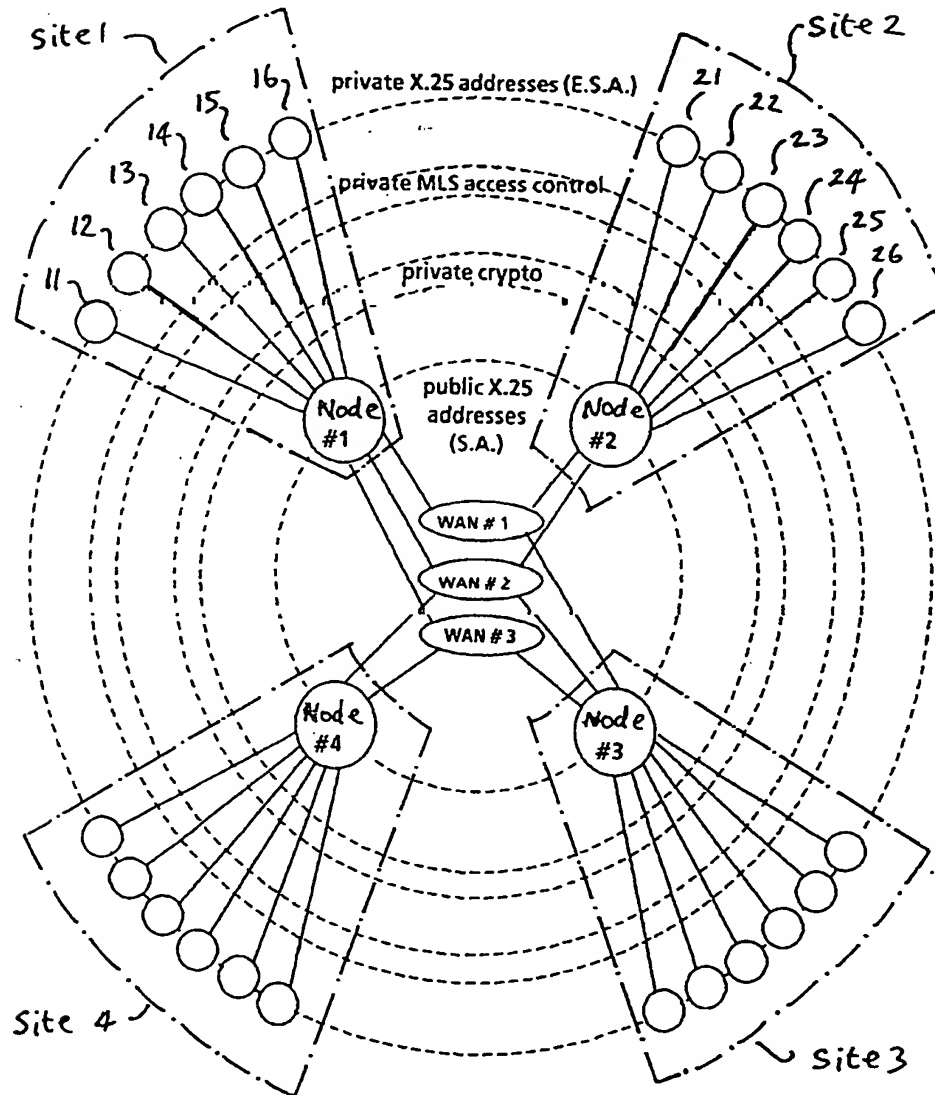 Site 1
Site 2
private X.25 addresses (E.S.A.)
16
15
14
13
12
11
21
22
23
24
25
26
private MLS access control
private crypto
public X.25
addresses
(S.A.)
Node
#1
Node
#2
WAN # 1
WAN # 2
WAN # 3
Node
#4
Node
#3
Site 4
Site 3